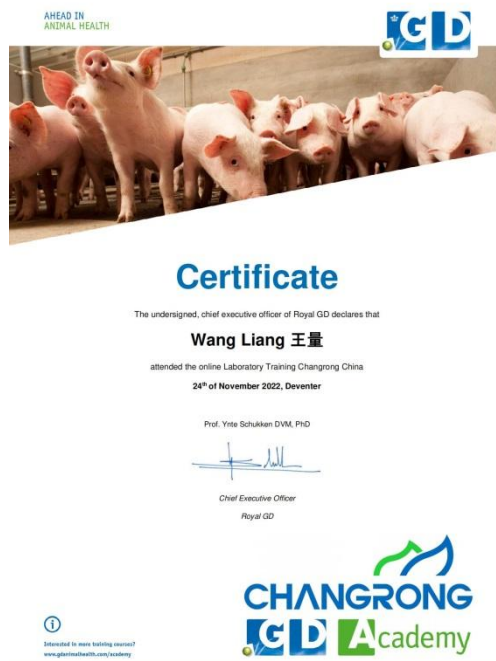 AHEAD IN
ANIMAL HEALTH
GD
Certificate
The undersigned, chief executive officer of Royal GD declares that
Wang Liang 王量
attended the online Laboratory Training Changrong China
24th of November 2022, Deventer
Prof. Ynte Schukken DVM, PhD
Chief Executive Officer
Royal GD
CHANGRONG
GD Academy
Interested in more training courses?
www.gdanimalhealth.com/academy